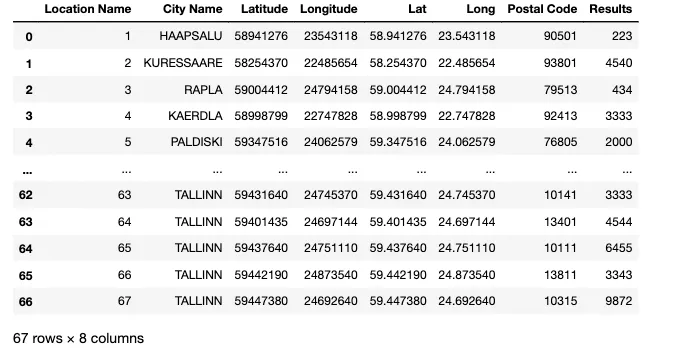 Location Name City Name Latitude Longitude Lat Long Postal Code Results
0 1 HAAPSALU 58941276 23543118 58.941276 23.543118 90501 223
1 2 KURESSAARE 58254370 22485654 58.254370 22.485654 93801 4540
2 3 RAPLA 59004412 24794158 59.004412 24.794158 79513 434
3 4 KAERDLA 58998799 22747828 58.998799 22.747828 92413 3333
4 5 PALDISKI 59347516 24062579 59.347516 24.062579 76805 2000
... ... ... ... ... ... ... ... ...
62 63 TALLINN 59431640 24745370 59.431640 24.745370 10141 3333
63 64 TALLINN 59401435 24697144 59.401435 24.697144 13401 4544
64 65 TALLINN 59437640 24751110 59.437640 24.751110 10111 6455
65 66 TALLINN 59442190 24873540 59.442190 24.873540 13811 3343
66 67 TALLINN 59447380 24692640 59.447380 24.692640 10315 9872
67 rows × 8 columns